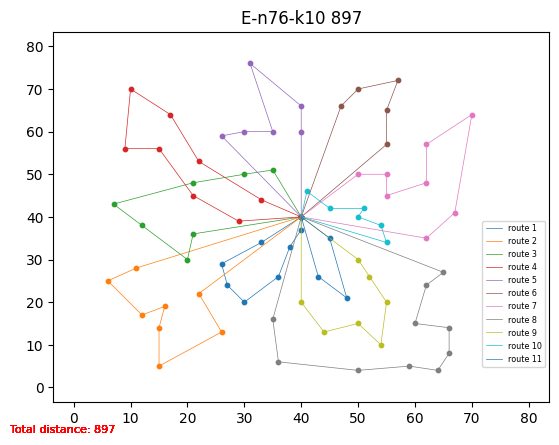 E-n76-k10 897
80
70
60
50
40
30
20
10
0
route 1
route 2
route 3
route 4
route 5
route 6
route 7
route 8
route 9
route 10
route 11
0 10 20 30 40 50 60 70 80
Total distance: 897